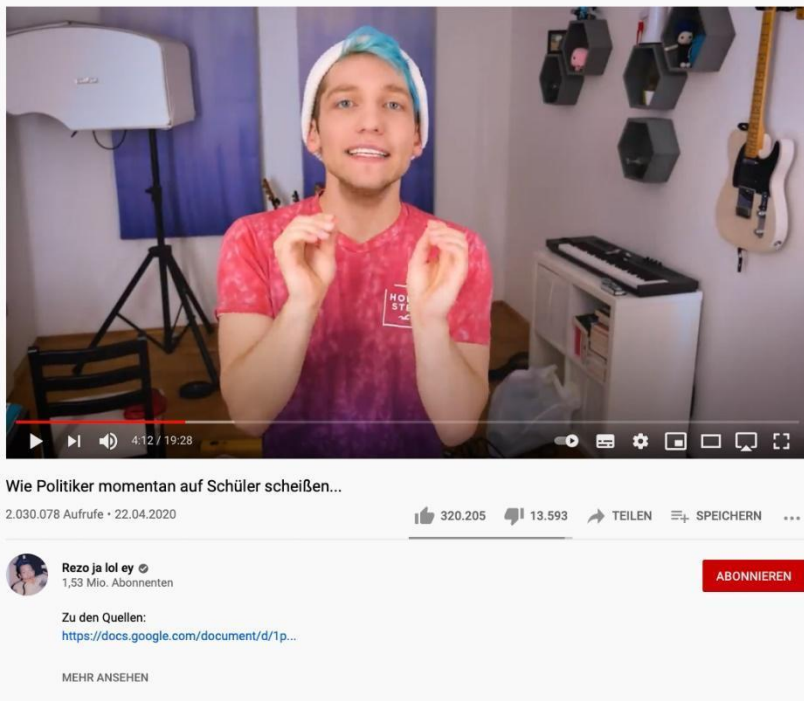 4:12 / 19:28
Wie Politiker momentan auf Schüler scheißen...
2.030.078 Aufrufe • 22.04.2020
320.205 13.593 TEILEN SPEICHERN
Rezo ja lol ey
1,53 Mio. Abonnenten
ABONNIEREN
Zu den Quellen:
https://docs.google.com/document/d/1p...
MEHR ANSEHEN